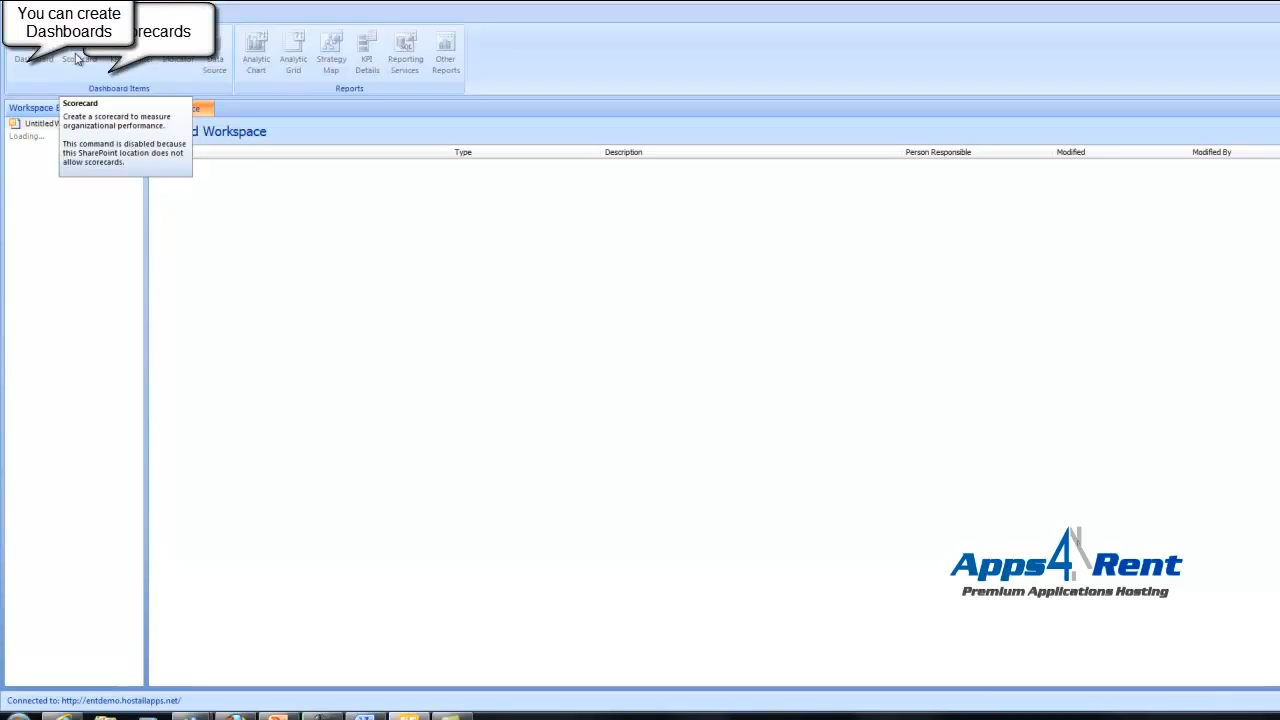 You can create
Dashboards
orecards
Source
Analytic
Chart
Analytic
Grid
Strategy
Map
KPI
Details
Reporting
Services
Other
Reports
Dashboard Items
Reports
Workspace
Scorecard
Create a scorecard to measure
organizational performance.
This command is disabled because
this SharePoint location does not
allow scorecards.
Untitled W
Loading...
d Workspace
Type
Description
Person Responsible
Modified
Modified By
Apps4Rent
Premium Applications Hosting
Connected to: http://entdemo.hostallapps.net/